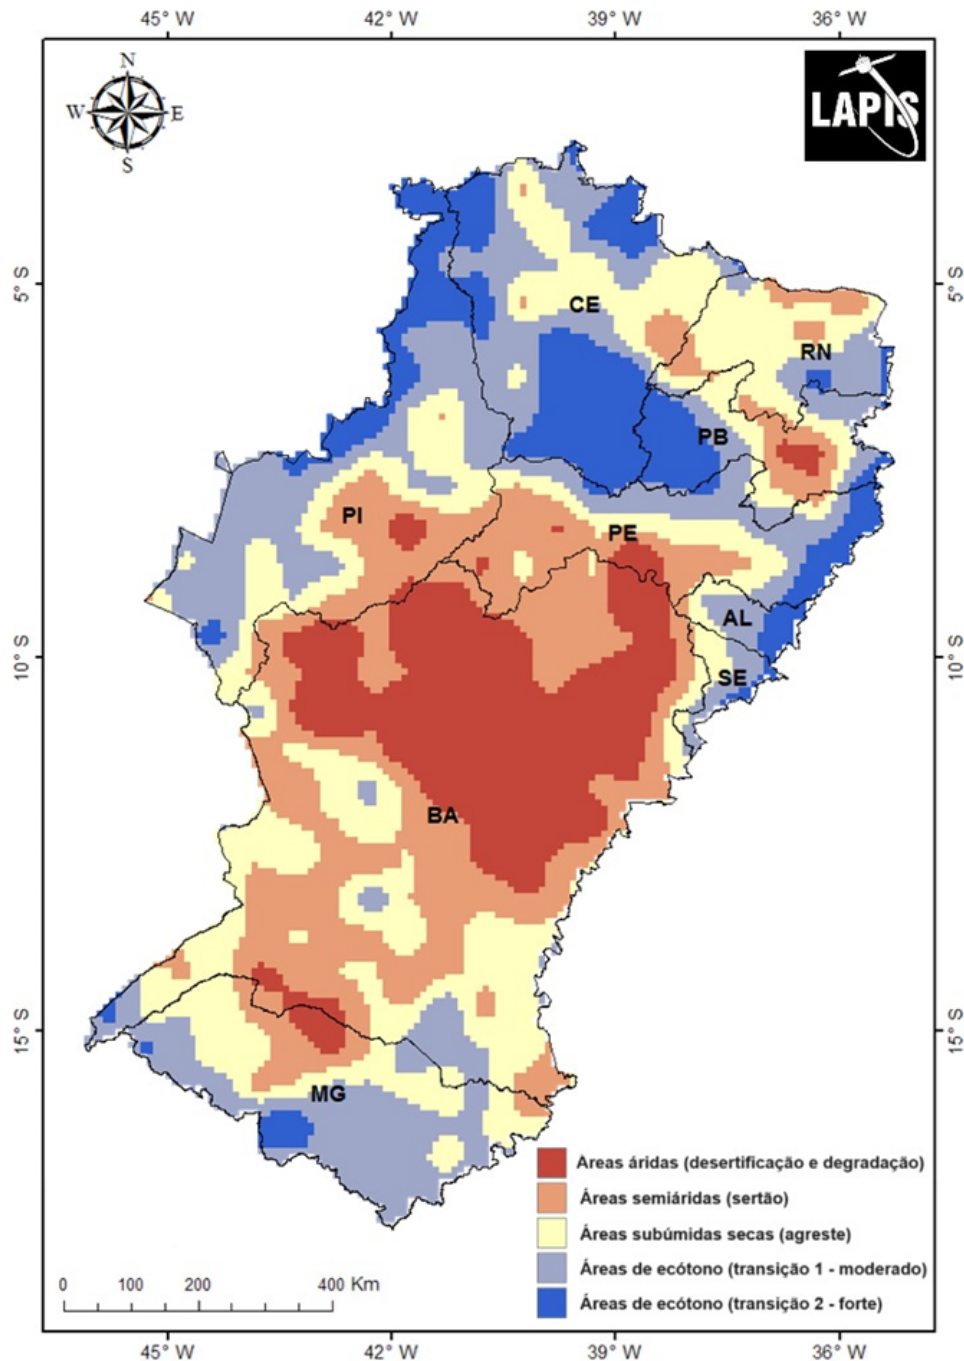 45° W 42° W 39° W 36° W
N
W E
S
LAPIS
5° S 5° S
CE
RN
PB
PI
PE
AL
10° S 10° S
SE
BA
15° S 15° S
MG
Áreas áridas (desertificação e degradação)
Áreas semiáridas (sertão)
Áreas subúmidas secas (agreste)
Áreas de ecótono (transição 1 - moderado)
Áreas de ecótono (transição 2 - forte)
0 100 200 400 Km
45° W 42° W 39° W 36° W